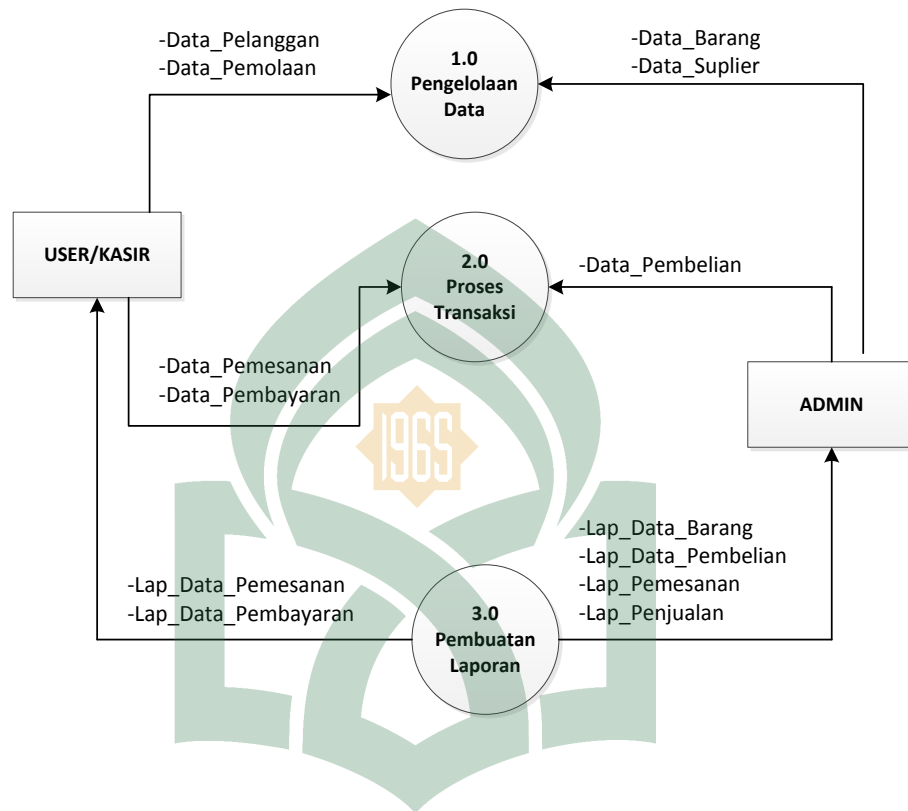 -Data_Pelanggan
-Data_Pemolaan
1.0
Pengelolaan
Data
-Data_Barang
-Data_Suplier
USER/KASIR
2.0
Proses
Transaksi
-Data_Pembelian
-Data_Pemesanan
-Data_Pembayaran
ADMIN
1965
-Lap_Data_Barang
-Lap_Data_Pembelian
-Lap_Pemesanan
-Lap_Penjualan
-Lap_Data_Pemesanan
-Lap_Data_Pembayaran
3.0
Pembuatan
Laporan